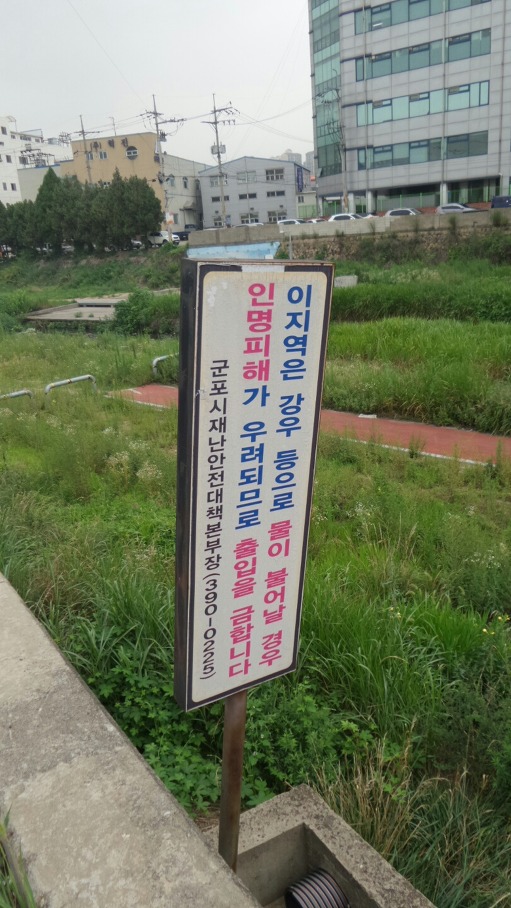 이지역은 강우 등으로 물이 불어날 경우
인명피해가 우려되므로 출입을 금합니다
군포시재난안전대책본부장(390-0225)